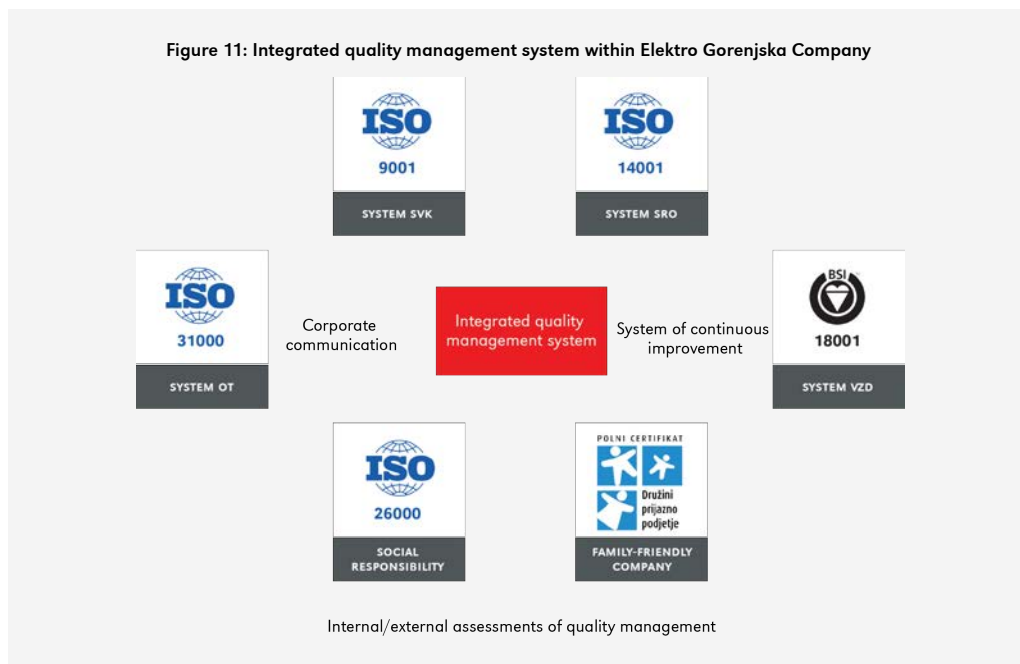 Figure 11: Integrated quality management system within Elektro Gorenjska Company
ISO
9001
SYSTEM SVK
ISO
14001
SYSTEM SRO
ISO
31000
SYSTEM OT
Corporate
communication
Integrated quality
management system
System of continuous
improvement
BSI
18001
SYSTEM VZD
ISO
26000
SOCIAL
RESPONSIBILITY
POLNI CERTIFIKAT
Družini
prijazno
podjetje
FAMILY-FRIENDLY
COMPANY
Internal/external assessments of quality management